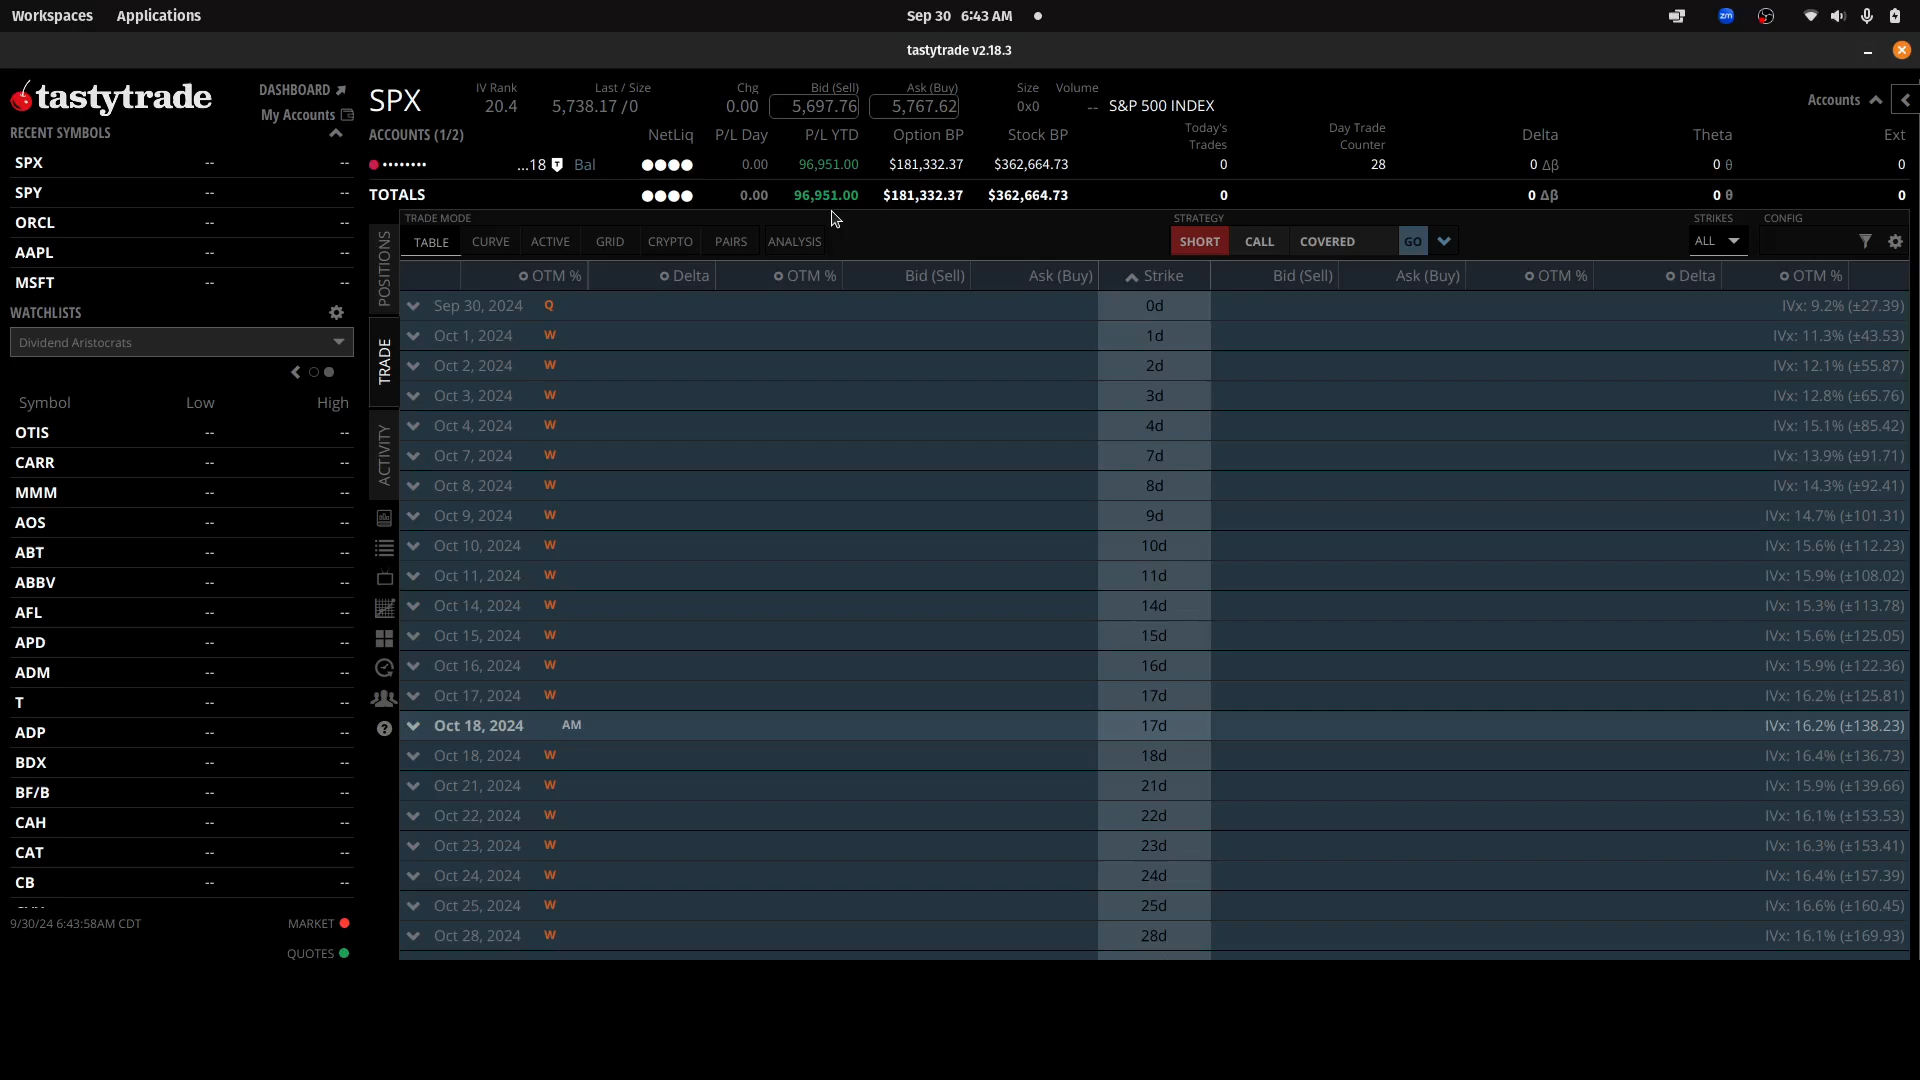 Workspaces Applications Sep 30 6:43 AM zm
tastytrade v2.18.3
tastytrade DASHBOARD My Accounts
SPX IV Rank 20.4 Last / Size 5,738.17 /0 Chg 0.00 Bid (Sell) 5,697.76 Ask (Buy) 5,767.62 Size 0x0 Volume -- S&P 500 INDEX Accounts
RECENT SYMBOLS
SPX -- --
SPY -- --
ORCL -- --
AAPL -- --
MSFT -- --
WATCHLISTS
Dividend Aristocrats
Symbol Low High
OTIS -- --
CARR -- --
MMM -- --
AOS -- --
ABT -- --
ABBV -- --
AFL -- --
APD -- --
ADM -- --
T -- --
ADP -- --
BDX -- --
BF/B -- --
CAH -- --
CAT -- --
CB -- --
9/30/24 6:43:58AM CDT MARKET
QUOTES
ACCOUNTS (1/2) NetLiq P/L Day P/L YTD Option BP Stock BP Today's Trades Day Trade Counter Delta Theta Ext
...18 T Bal 0.00 96,951.00 $181,332.37 $362,664.73 0 28 0 Δβ 0 θ 0
TOTALS 0.00 96,951.00 $181,332.37 $362,664.73 0 0 Δβ 0 θ 0
POSITIONS
TRADE
ACTIVITY
TRADE MODE STRATEGY STRIKES CONFIG
TABLE CURVE ACTIVE GRID CRYPTO PAIRS ANALYSIS SHORT CALL COVERED GO ALL
OTM % Delta OTM % Bid (Sell) Ask (Buy) Strike Bid (Sell) Ask (Buy) OTM % Delta OTM %
Sep 30, 2024 Q 0d IVx: 9.2% (±27.39)
Oct 1, 2024 W 1d IVx: 11.3% (±43.53)
Oct 2, 2024 W 2d IVx: 12.1% (±55.87)
Oct 3, 2024 W 3d IVx: 12.8% (±65.76)
Oct 4, 2024 W 4d IVx: 15.1% (±85.42)
Oct 7, 2024 W 7d IVx: 13.9% (±91.71)
Oct 8, 2024 W 8d IVx: 14.3% (±92.41)
Oct 9, 2024 W 9d IVx: 14.7% (±101.31)
Oct 10, 2024 W 10d IVx: 15.6% (±112.23)
Oct 11, 2024 W 11d IVx: 15.9% (±108.02)
Oct 14, 2024 W 14d IVx: 15.3% (±113.78)
Oct 15, 2024 W 15d IVx: 15.6% (±125.05)
Oct 16, 2024 W 16d IVx: 15.9% (±122.36)
Oct 17, 2024 W 17d IVx: 16.2% (±125.81)
Oct 18, 2024 AM 17d IVx: 16.2% (±138.23)
Oct 18, 2024 W 18d IVx: 16.4% (±136.73)
Oct 21, 2024 W 21d IVx: 15.9% (±139.66)
Oct 22, 2024 W 22d IVx: 16.1% (±153.53)
Oct 23, 2024 W 23d IVx: 16.3% (±153.41)
Oct 24, 2024 W 24d IVx: 16.4% (±157.39)
Oct 25, 2024 W 25d IVx: 16.6% (±160.45)
Oct 28, 2024 W 28d IVx: 16.1% (±169.93)